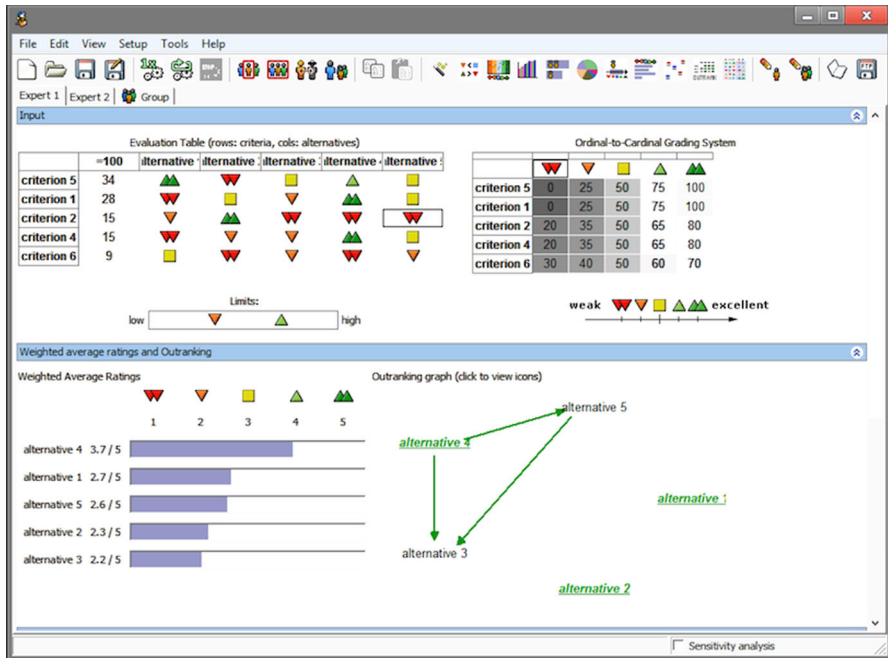 File Edit View Setup Tools Help
Expert 1 Expert 2 Group
Input
Evaluation Table (rows: criteria, cols: alternatives)
=100 lternative lternative lternative lternative lternative
criterion 5 34
criterion 1 28
criterion 2 15
criterion 4 15
criterion 6 9
Limits:
low high
Ordinal-to-Cardinal Grading System
criterion 5 0 25 50 75 100
criterion 1 0 25 50 75 100
criterion 2 20 35 50 65 80
criterion 4 20 35 50 65 80
criterion 6 30 40 50 60 70
weak excellent
Weighted average ratings and Outranking
Weighted Average Ratings
1 2 3 4 5
alternative 4 3.7 / 5
alternative 1 2.7 / 5
alternative 5 2.6 / 5
alternative 2 2.3 / 5
alternative 3 2.2 / 5
Outranking graph (click to view icons)
alternative 5
alternative 4
alternative 1
alternative 3
alternative 2
Sensitivity analysis